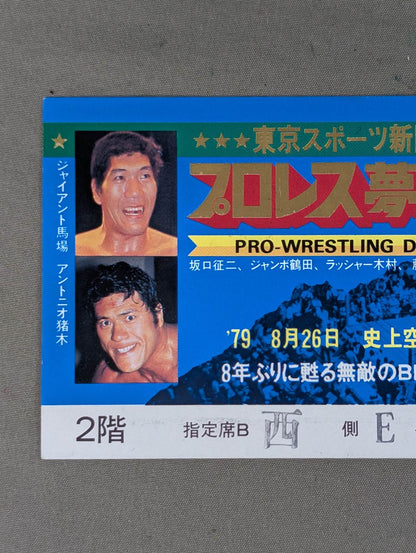 ★★★東京スポーツ新
プロレス夢
PRO-WRESTLING D
坂口征二、ジャンボ鶴田、ラッシャー木村、
ジャイアント馬場
アントニオ猪木
'79 8月26日 史上空
8年ぶりに甦る無敵のB
2階 指定席B 西 側 E